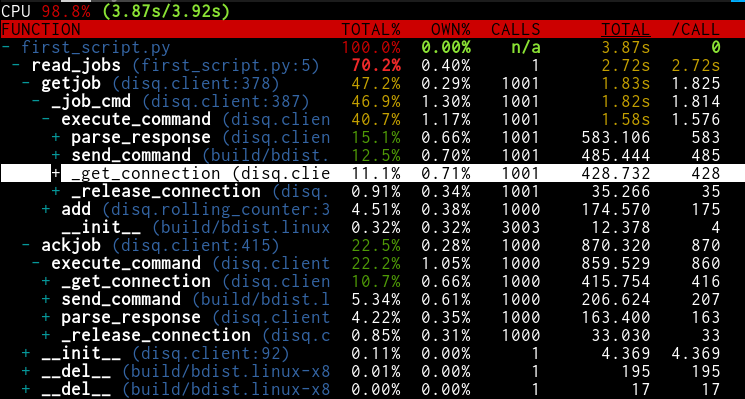 CPU 98.8% (3.87s/3.92s)
FUNCTION TOTAL% OWN% CALLS TOTAL /CALL
- first_script.py 100.0% 0.00% n/a 3.87s 0
- read_jobs (first_script.py:5) 70.2% 0.40% 1 2.72s 2.72s
- getjob (disq.client:378) 47.2% 0.29% 1001 1.83s 1.825
- _job_cmd (disq.client:387) 46.9% 1.30% 1001 1.82s 1.814
- execute_command (disq.clien 40.7% 1.17% 1001 1.58s 1.576
+ parse_response (disq.clien 15.1% 0.66% 1001 583.106 583
+ send_command (build/bdist. 12.5% 0.70% 1001 485.444 485
+ _get_connection (disq.clie 11.1% 0.71% 1001 428.732 428
+ _release_connection (disq. 0.91% 0.34% 1001 35.266 35
+ add (disq.rolling_counter:3 4.51% 0.38% 1000 174.570 175
__init__ (build/bdist.linux 0.32% 0.32% 3003 12.378 4
- ackjob (disq.client:415) 22.5% 0.28% 1000 870.320 870
- execute_command (disq.client 22.2% 1.05% 1000 859.529 860
+ _get_connection (disq.clien 10.7% 0.66% 1000 415.754 416
+ send_command (build/bdist.l 5.34% 0.61% 1000 206.624 207
+ parse_response (disq.client 4.22% 0.35% 1000 163.400 163
+ _release_connection (disq.c 0.85% 0.31% 1000 33.030 33
+ __init__ (disq.client:92) 0.11% 0.00% 1 4.369 4.369
+ __del__ (build/bdist.linux-x8 0.01% 0.00% 1 195 195
+ __del__ (build/bdist.linux-x8 0.00% 0.00% 1 17 17